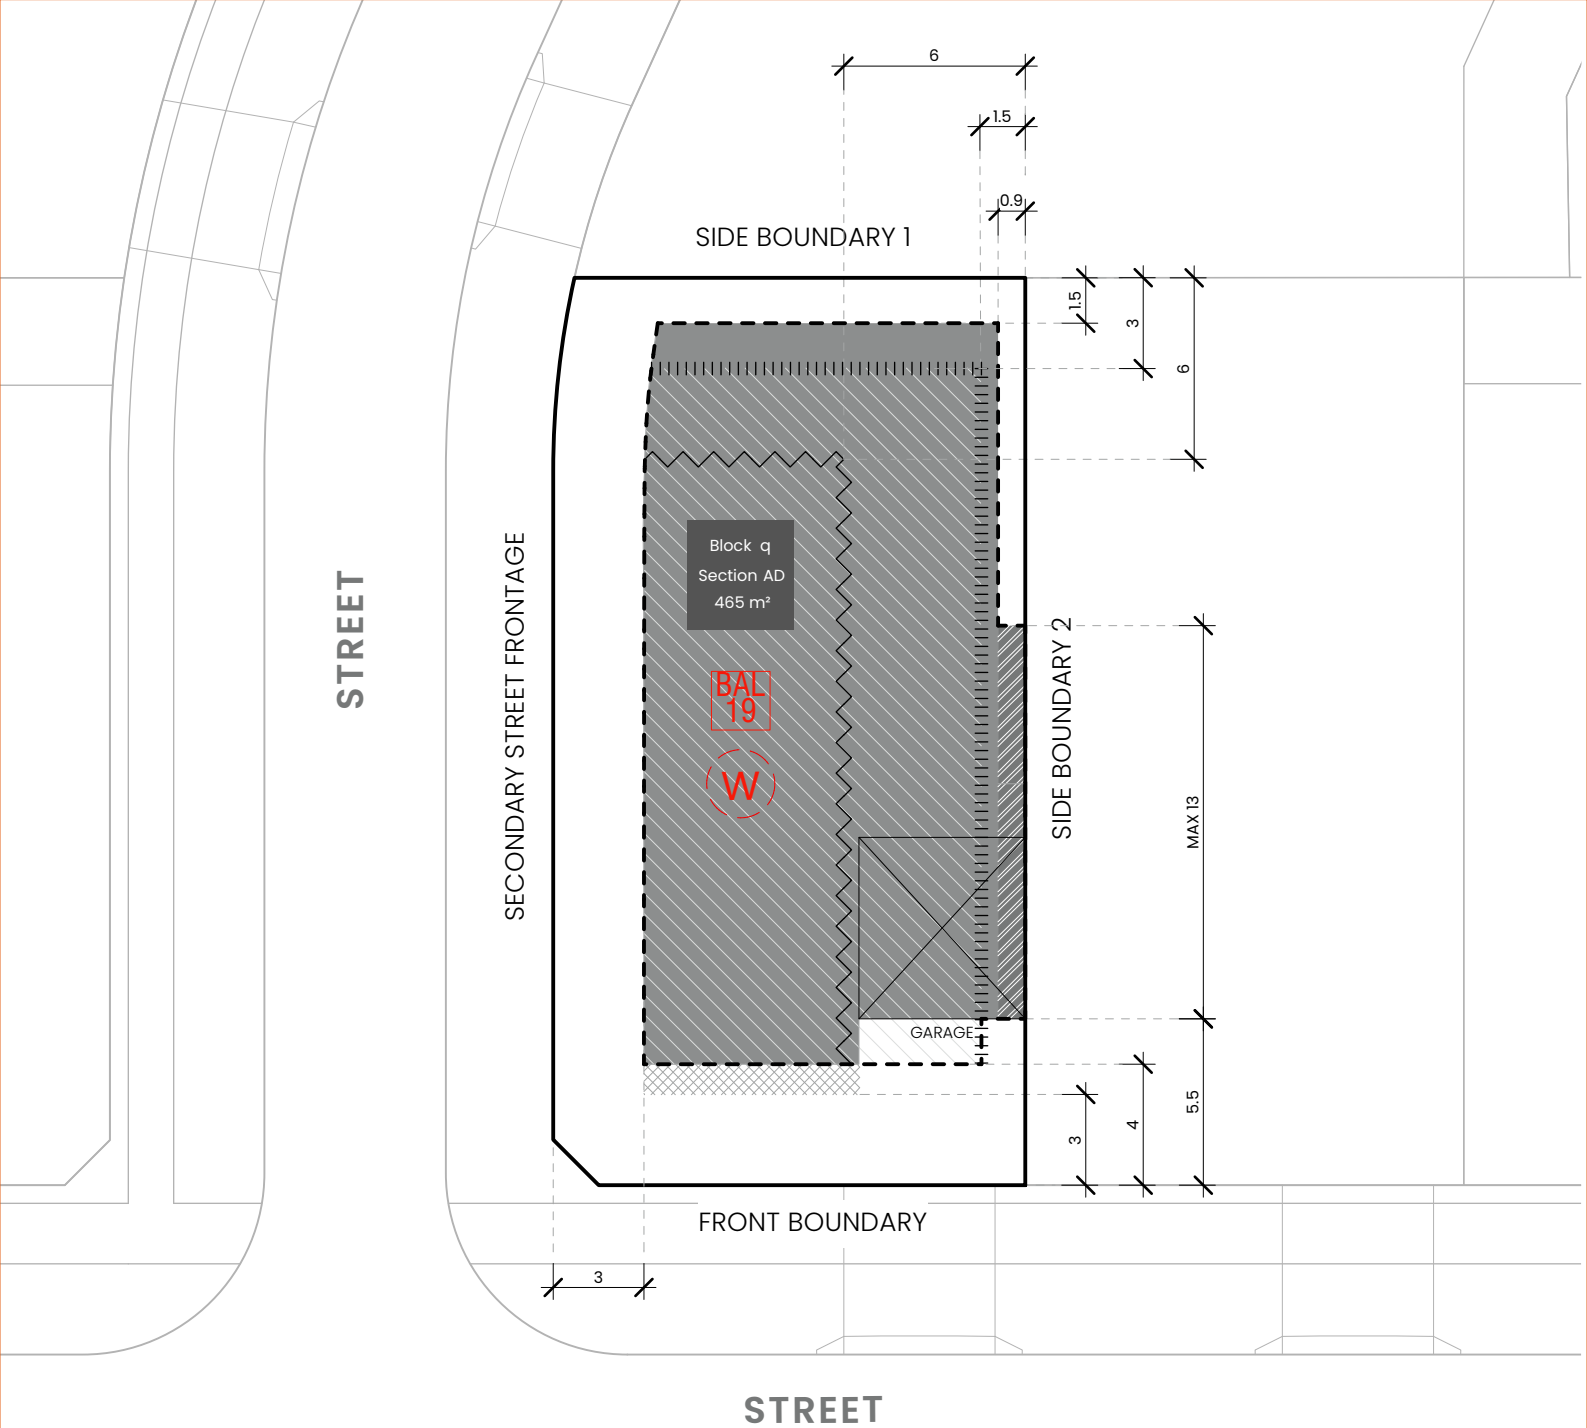 6
1.5
0.9
SIDE BOUNDARY 1
1.5
3
6
Block q
Section AD
465 m²
BAL
19
W
STREET
SECONDARY STREET FRONTAGE
SIDE BOUNDARY 2
MAX 13
GARAGE
3
4
5.5
FRONT BOUNDARY
3
STREET